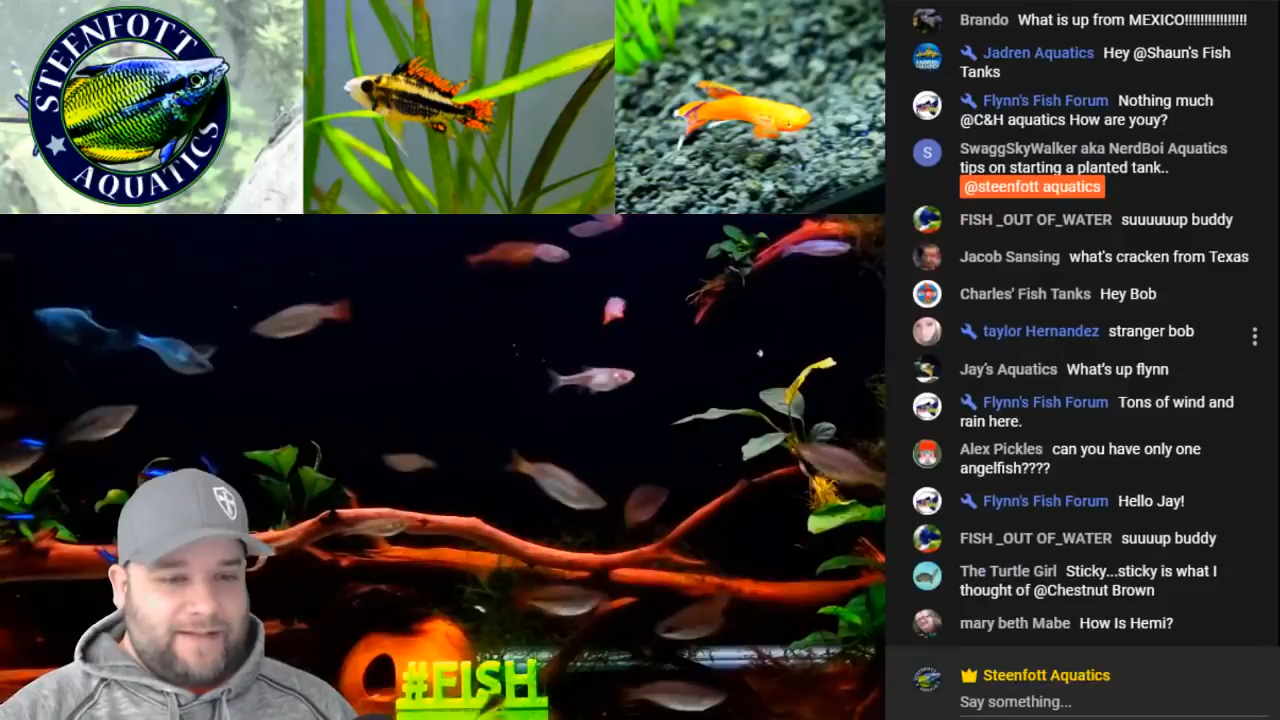 STEENFOTT
AQUATICS
#FISH
Brando What is up from MEXICO!!!!!!!!!!!!!!!!
Jadren Aquatics Hey @Shaun's Fish
Tanks
Flynn's Fish Forum Nothing much
@C&H aquatics How are youy?
SwaggSkyWalker aka NerdBoi Aquatics
tips on starting a planted tank..
@steenfott aquatics
FISH _OUT OF_WATER suuuuuup buddy
Jacob Sansing what's cracken from Texas
Charles' Fish Tanks Hey Bob
taylor Hernandez stranger bob
Jay's Aquatics What's up flynn
Flynn's Fish Forum Tons of wind and
rain here.
Alex Pickles can you have only one
angelfish????
Flynn's Fish Forum Hello Jay!
FISH _OUT OF_WATER suuuup buddy
The Turtle Girl Sticky...sticky is what I
thought of @Chestnut Brown
mary beth Mabe How Is Hemi?
Steenfott Aquatics
Say something...
S